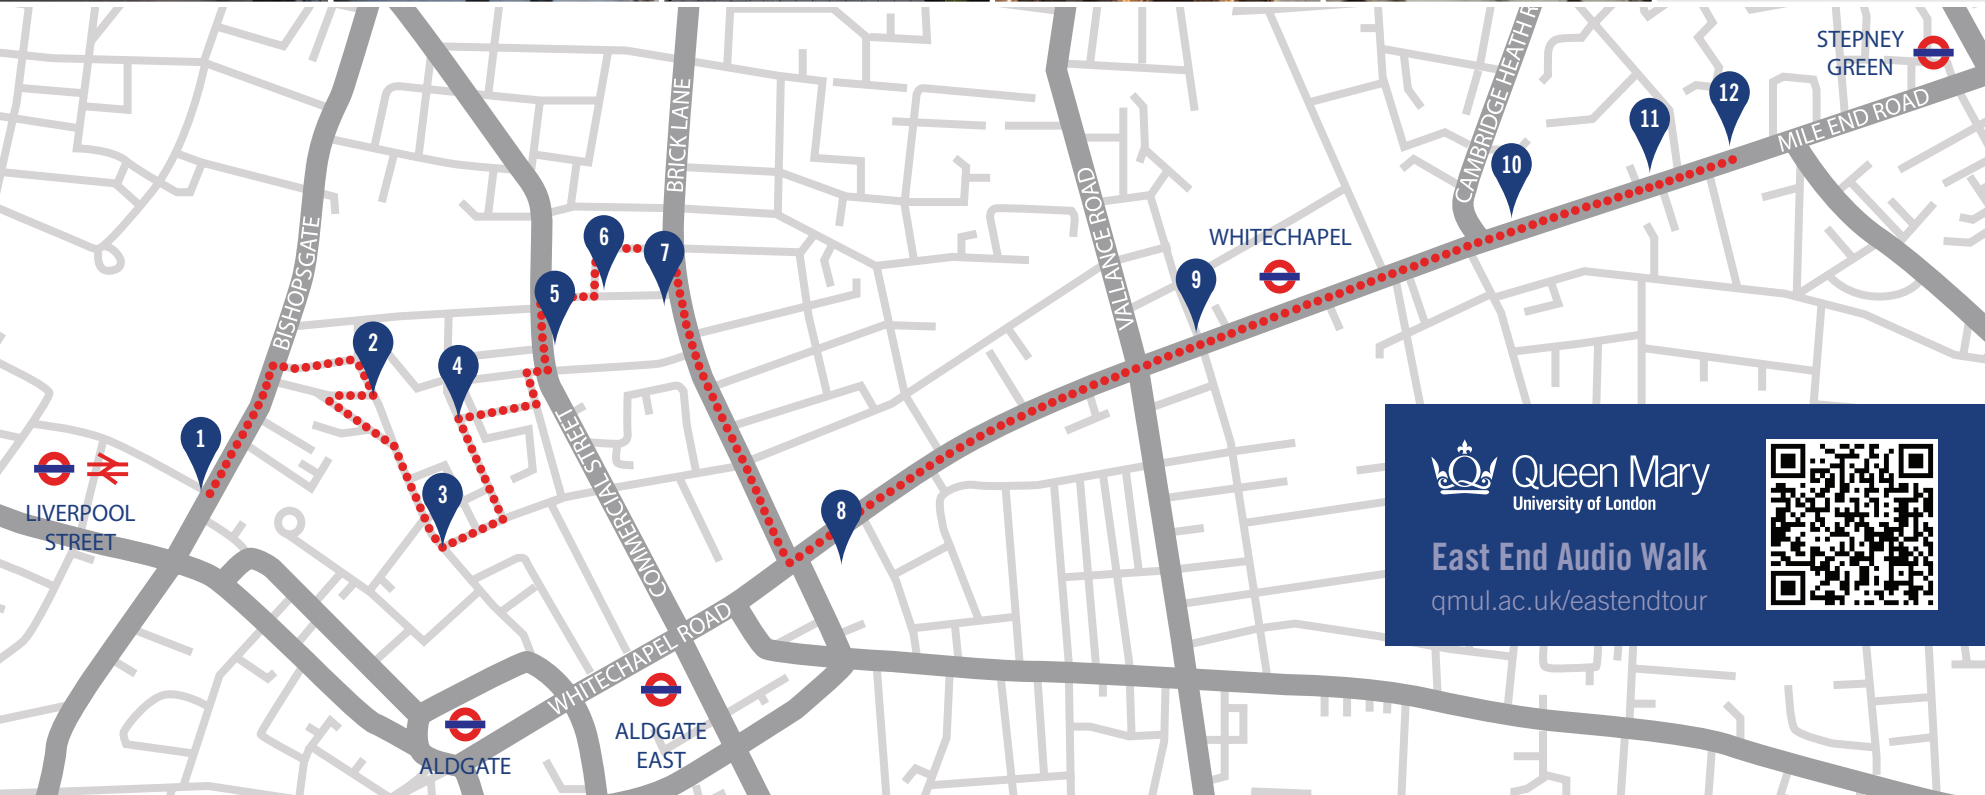 STEPNEY
GREEN
CAMBRIDGE HEATH R
12
11
MILE END ROAD
10
BRICK LANE
VALLANCE ROAD
WHITECHAPEL
9
BISHOPSGATE
6
7
5
2
4
1
3
8
LIVERPOOL
STREET
COMMERCIAL STREET
WHITECHAPEL ROAD
ALDGATE
EAST
ALDGATE
Queen Mary
University of London
East End Audio Walk
qmul.ac.uk/eastendtour